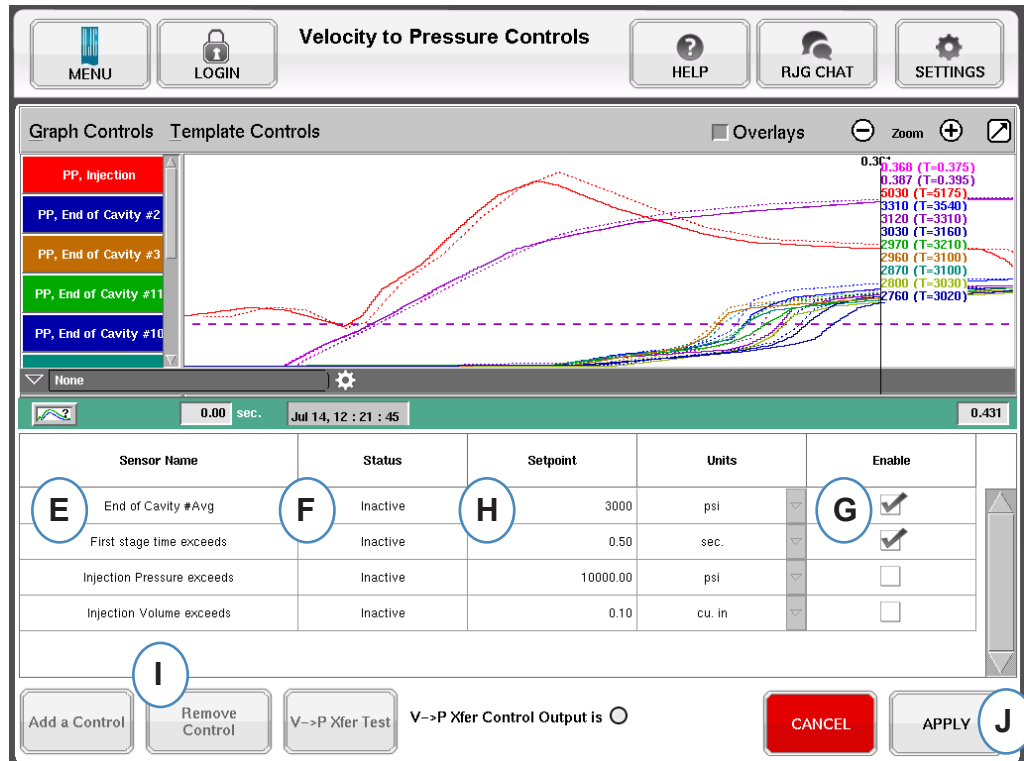 Velocity to Pressure Controls
MENU
LOGIN
HELP
RJG CHAT
SETTINGS
Graph Controls Template Controls
Overlays
Zoom
PP, Injection
PP, End of Cavity #2
PP, End of Cavity #3
PP, End of Cavity #11
PP, End of Cavity #10
0.368 (T=0.375)
0.387 (T=0.395)
5030 (T=5175)
3310 (T=3540)
3120 (T=3310)
3030 (T=3160)
2970 (T=3210)
2960 (T=3100)
2870 (T=3100)
2800 (T=3030)
2760 (T=3020)
None
? 0.00 sec. Jul 14, 12 : 21 : 45 0.431
Sensor Name Status Setpoint Units Enable
E End of Cavity #Avg F Inactive H 3000 psi G
First stage time exceeds Inactive 0.50 sec.
Injection Pressure exceeds Inactive 10000.00 psi
Injection Volume exceeds Inactive 0.10 cu. in
I
Add a Control
Remove
Control
V->P Xfer Test
V->P Xfer Control Output is
CANCEL
APPLY
J